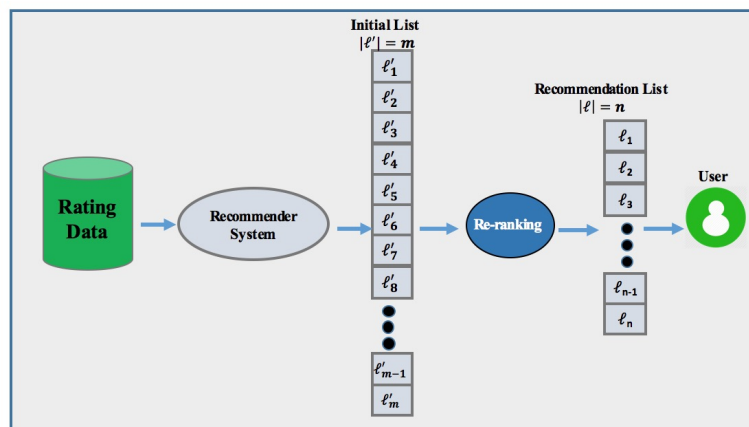 Initial List
|ℓ′| = m
ℓ′₁
ℓ′₂
ℓ′₃
ℓ′₄
ℓ′₅
ℓ′₆
ℓ′₇
ℓ′₈
ℓ′ₘ₋₁
ℓ′ₘ
Rating
Data
Recommender
System
Re-ranking
Recommendation List
|ℓ| = n
ℓ₁
ℓ₂
ℓ₃
ℓₙ₋₁
ℓₙ
User